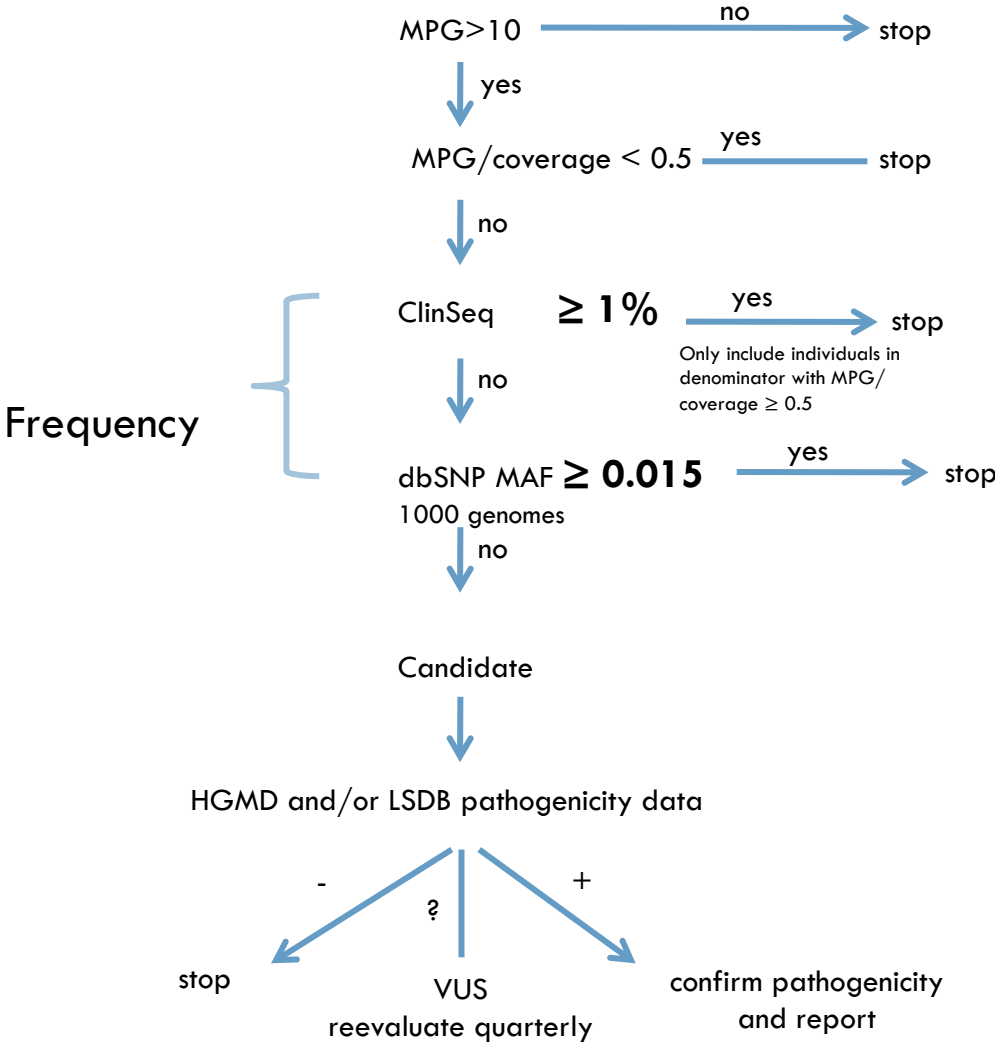 no
MPG>10
stop
yes
yes
MPG/coverage < 0.5
stop
no
yes
ClinSeq ≥ 1%
stop
Only include individuals in
denominator with MPG/
coverage ≥ 0.5
no
Frequency
yes
dbSNP MAF ≥ 0.015
stop
1000 genomes
no
Candidate
HGMD and/or LSDB pathogenicity data
-
?
+
stop
VUS
reevaluate quarterly
confirm pathogenicity
and report